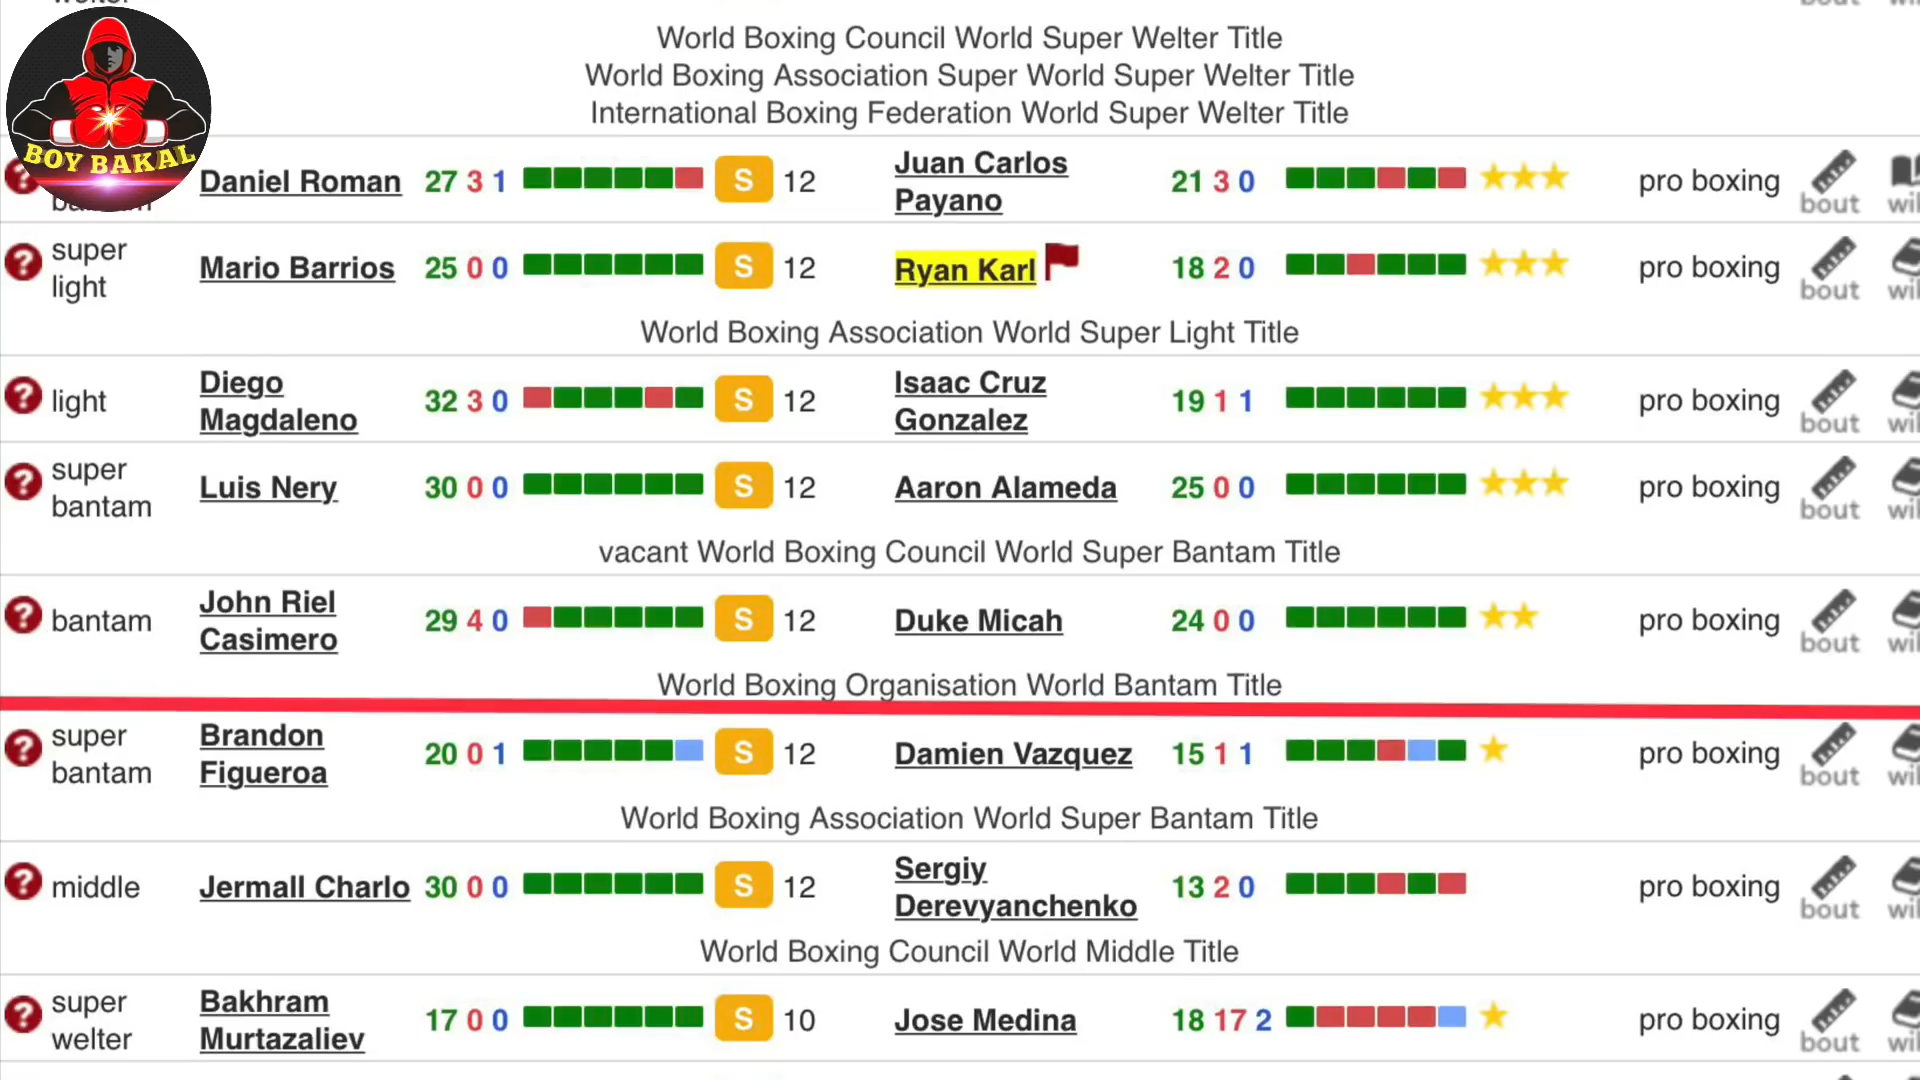 World Boxing Council World Super Welter Title
World Boxing Association Super World Super Welter Title
International Boxing Federation World Super Welter Title
BOY BAKAL
Daniel Roman 27 3 1 S 12 Juan Carlos Payano 21 3 0 pro boxing bout
super light Mario Barrios 25 0 0 S 12 Ryan Karl 18 2 0 pro boxing bout
World Boxing Association World Super Light Title
light Diego Magdaleno 32 3 0 S 12 Isaac Cruz Gonzalez 19 1 1 pro boxing bout
super bantam Luis Nery 30 0 0 S 12 Aaron Alameda 25 0 0 pro boxing bout
vacant World Boxing Council World Super Bantam Title
bantam John Riel Casimero 29 4 0 S 12 Duke Micah 24 0 0 pro boxing bout
World Boxing Organisation World Bantam Title
super bantam Brandon Figueroa 20 0 1 S 12 Damien Vazquez 15 1 1 pro boxing bout
World Boxing Association World Super Bantam Title
middle Jermall Charlo 30 0 0 S 12 Sergiy Derevyanchenko 13 2 0 pro boxing bout
World Boxing Council World Middle Title
super welter Bakhram Murtazaliev 17 0 0 S 10 Jose Medina 18 17 2 pro boxing bout